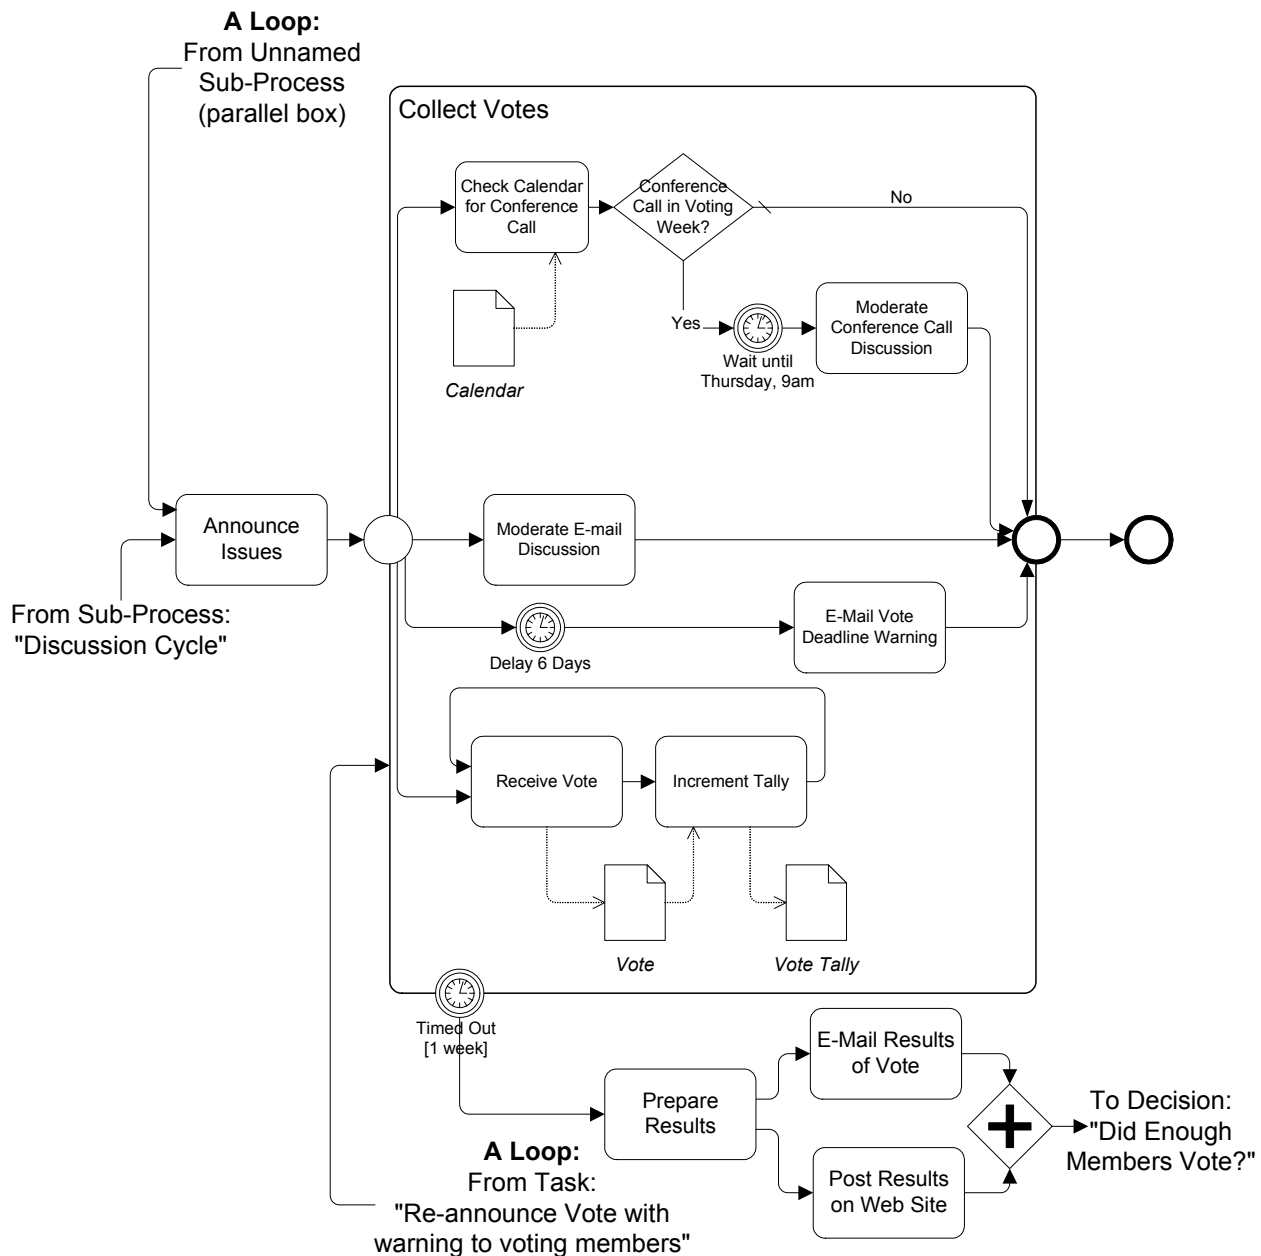 A Loop:
From Unnamed
Sub-Process
(parallel box)
Collect Votes
Check Calendar
for Conference
Call
Conference
Call in Voting
Week?
No
Calendar
Yes
Wait until
Thursday, 9am
Moderate
Conference Call
Discussion
Announce
Issues
Moderate E-mail
Discussion
From Sub-Process:
"Discussion Cycle"
Delay 6 Days
E-Mail Vote
Deadline Warning
Receive Vote
Increment Tally
Vote
Vote Tally
Timed Out
[1 week]
Prepare
Results
E-Mail Results
of Vote
Post Results
on Web Site
To Decision:
"Did Enough
Members Vote?"
A Loop:
From Task:
"Re-announce Vote with
warning to voting members"